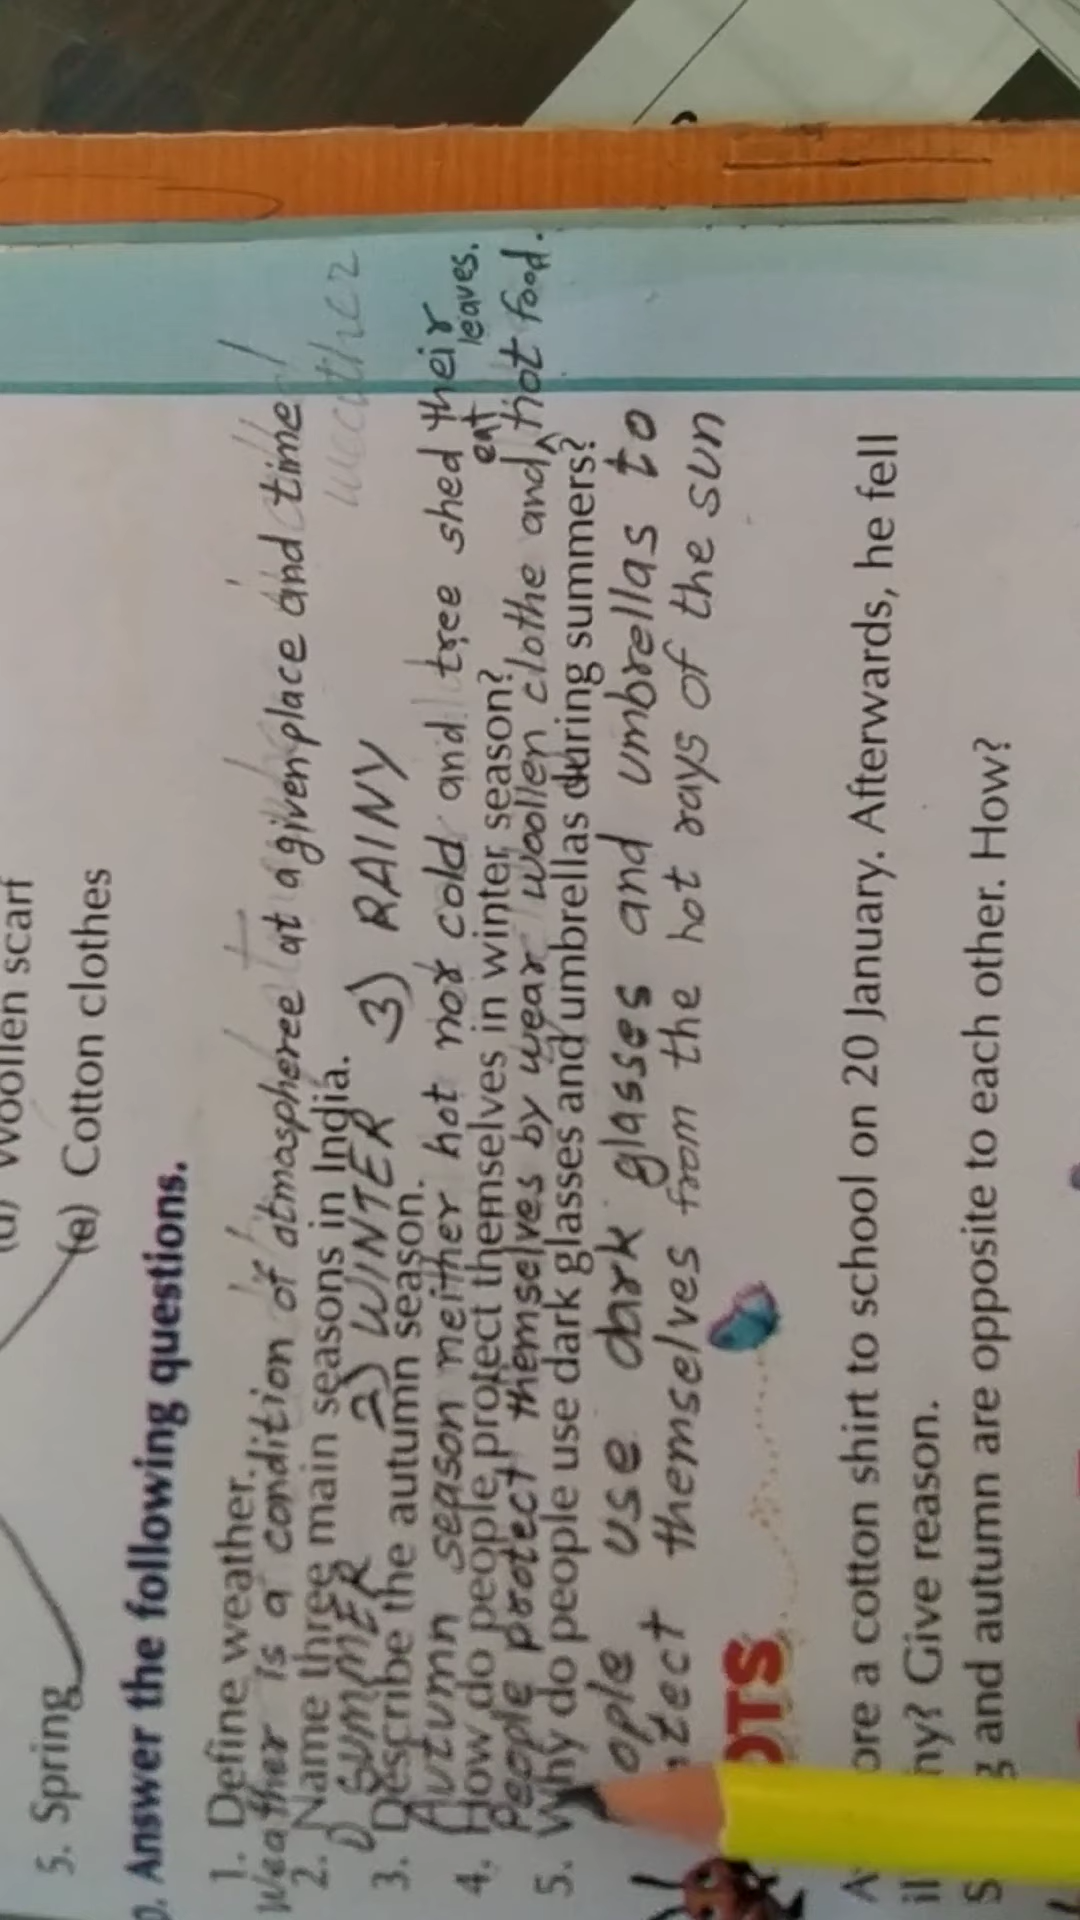 Woollen scarf
5. Spring
(e) Cotton clothes
Answer the following questions.
1. Define weather.
Weather is a condition of atmospheree at a given place and time
2. Name three main seasons in India.
1) SUMMER 2) WINTER 3) RAINY
3. Describe the autumn season.
Autumn season neither hot nor cold and tree shed their leaves.
4. How do people protect themselves in winter season?
People protect themselves by wear woollen clothe and eat hot food.
5. Why do people use dark glasses and umbrellas during summers?
ople use dark glasses and umbrellas to
tect themselves from the hot rays of the sun
OTS
ore a cotton shirt to school on 20 January. Afterwards, he fell
il hy? Give reason.
S g and autumn are opposite to each other. How?